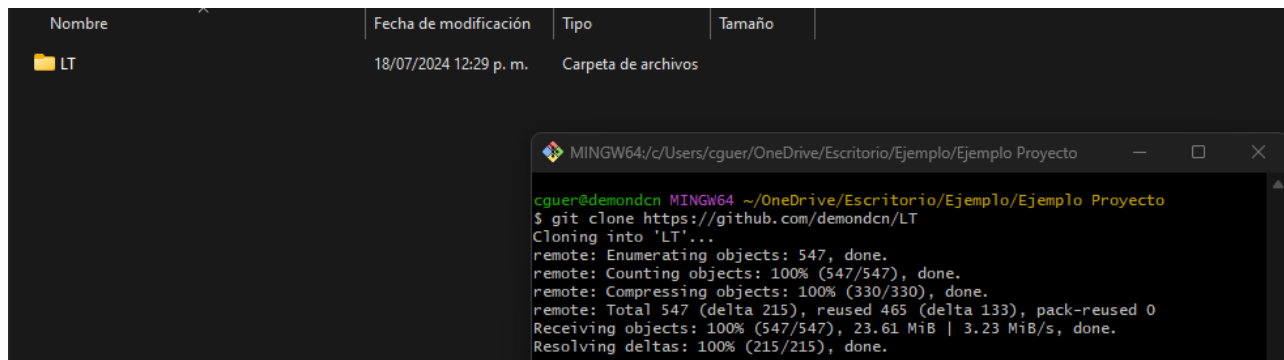 Nombre Fecha de modificación Tipo Tamaño
LT 18/07/2024 12:29 p. m. Carpeta de archivos
MINGW64:/c/Users/cguer/OneDrive/Escritorio/Ejemplo/Ejemplo Proyecto
cguer@demondcn MINGW64 ~/OneDrive/Escritorio/Ejemplo/Ejemplo Proyecto
$ git clone https://github.com/demondcn/LT
Cloning into 'LT'...
remote: Enumerating objects: 547, done.
remote: Counting objects: 100% (547/547), done.
remote: Compressing objects: 100% (330/330), done.
remote: Total 547 (delta 215), reused 465 (delta 133), pack-reused 0
Receiving objects: 100% (547/547), 23.61 MiB | 3.23 MiB/s, done.
Resolving deltas: 100% (215/215), done.